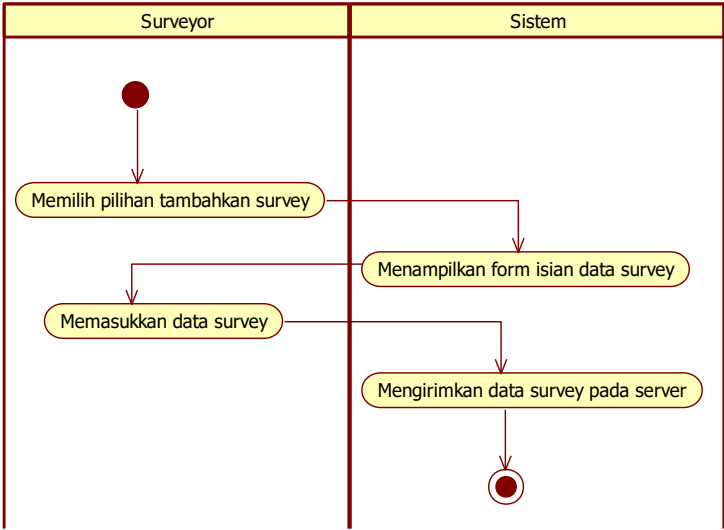 Surveyor
Sistem
Memilih pilihan tambahkan survey
Menampilkan form isian data survey
Memasukkan data survey
Mengirimkan data survey pada server